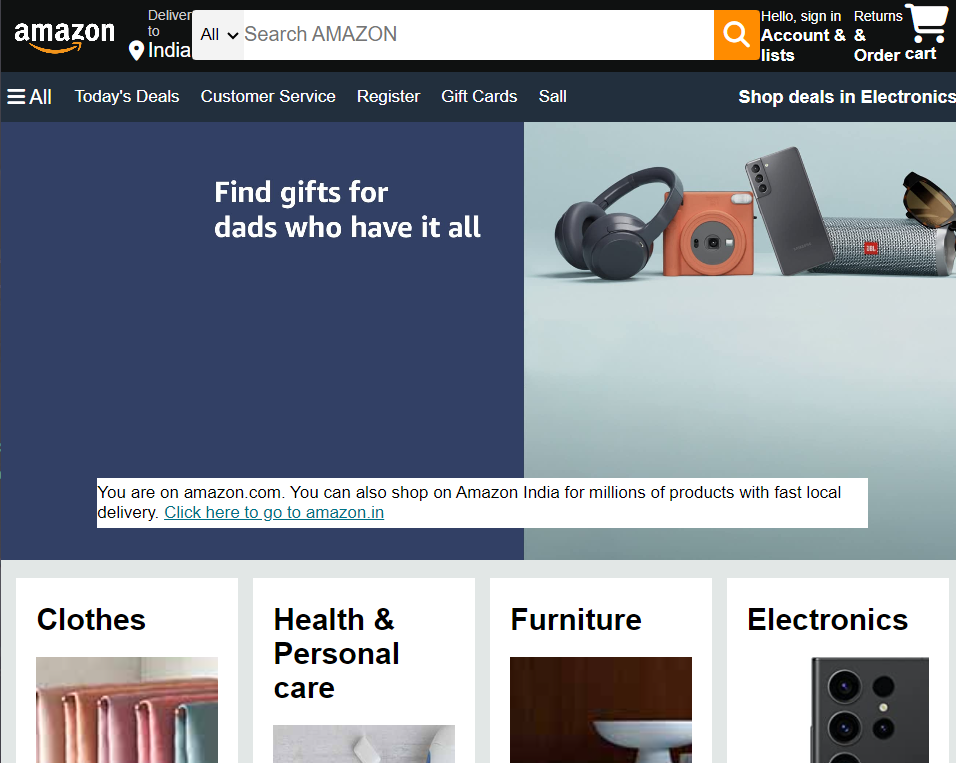 amazon
Deliver
to
India
All
Search AMAZON
Hello, sign in
Account &
lists
Returns
&
Order
cart
All
Today's Deals
Customer Service
Register
Gift Cards
Sall
Shop deals in Electronics
Find gifts for
dads who have it all
SAMSUNG
JBL
You are on amazon.com. You can also shop on Amazon India for millions of products with fast local
delivery. Click here to go to amazon.in
Clothes
Health &
Personal
care
Furniture
Electronics